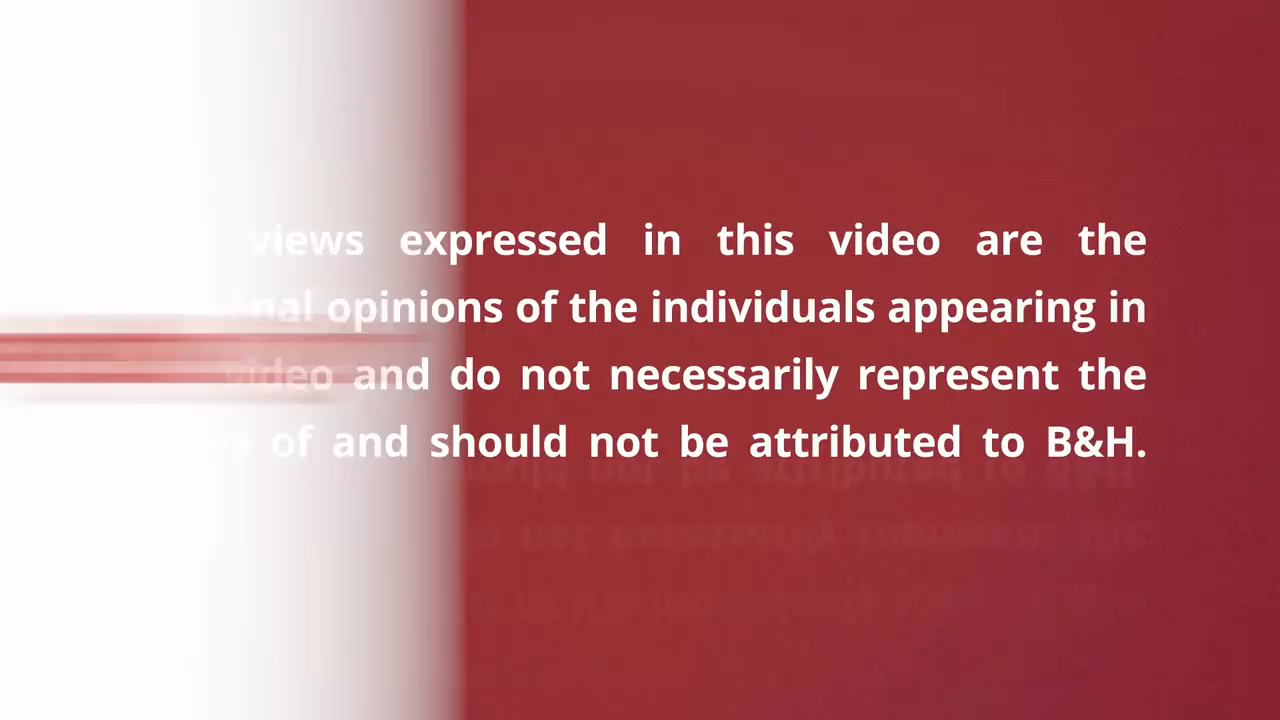 views expressed in this video are the
opinions of the individuals appearing in
video and do not necessarily represent the
of and should not be attributed to B&H.